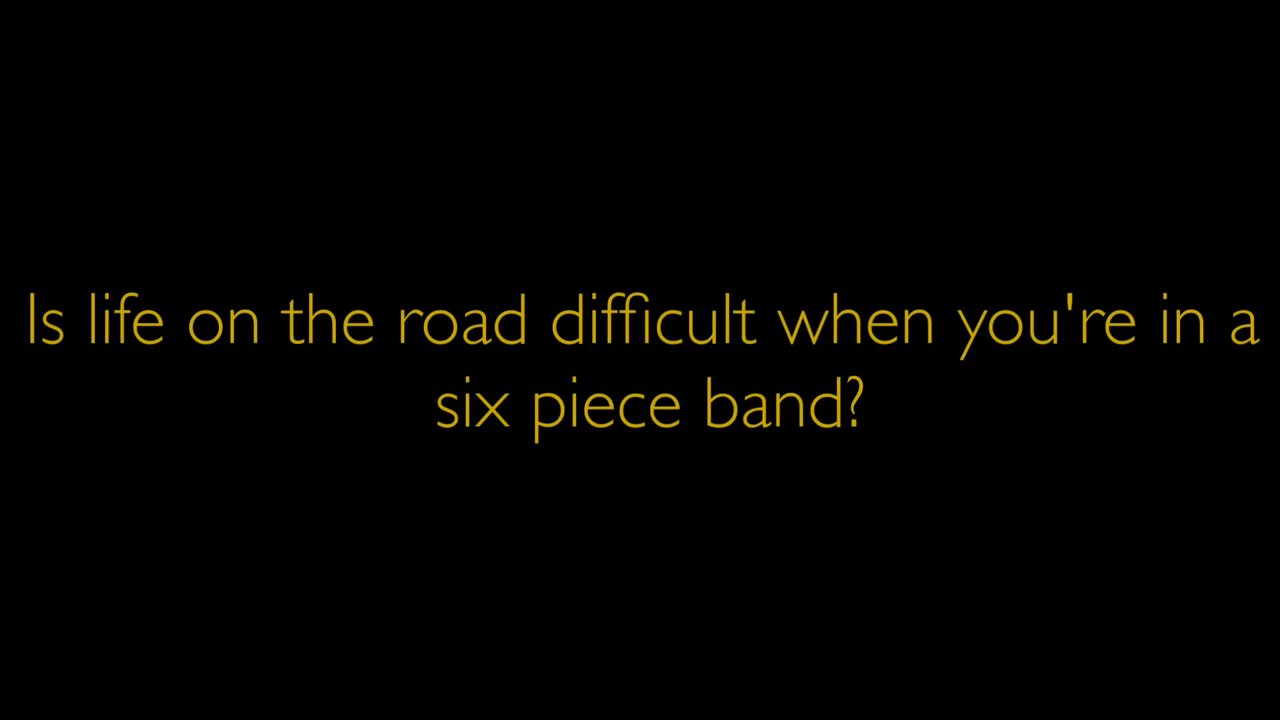 Is life on the road difficult when you're in a
six piece band?